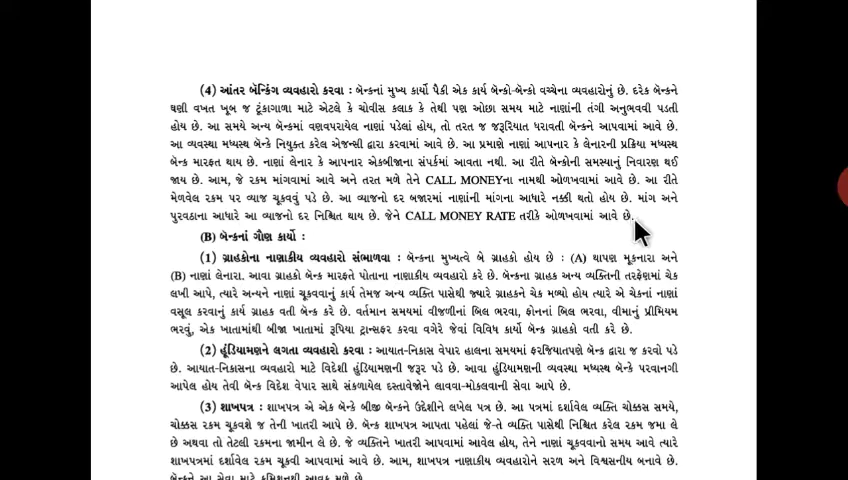 (4) આંતર બૅન્કિંગ વ્યવહારો કરવા : બૅન્કનાં મુખ્ય કાર્યો પૈકી એક કાર્ય બૅન્કો-બૅન્કો વચ્ચેના વ્યવહારોનું છે. દરેક બૅન્કને
ઘણી વખત ખૂબ જ ટૂંકાગાળા માટે એટલે કે ચોવીસ કલાક કે તેથી પણ ઓછા સમય માટે નાણાંની તંગી અનુભવવી પડતી
હોય છે. આ સમયે અન્ય બૅન્કમાં વણવપરાયેલ નાણાં પડેલાં હોય, તો તરત જ જરૂરિયાત ધરાવતી બૅન્કને આપવામાં આવે છે.
આ વ્યવસ્થા મધ્યસ્થ બૅન્કે નિયુક્ત કરેલ એજન્સી દ્વારા કરવામાં આવે છે. આ પ્રમાણે નાણાં આપનાર કે લેનારની પ્રક્રિયા મધ્યસ્થ
બૅન્ક મારફત થાય છે. નાણાં લેનાર કે આપનાર એકબીજાના સંપર્કમાં આવતા નથી. આ રીતે બૅન્કોની સમસ્યાનું નિવારણ થઈ
જાય છે. આમ, જે રકમ માંગવામાં આવે અને તરત મળે તેને CALL MONEYના નામથી ઓળખવામાં આવે છે. આ રીતે
મેળવેલ રકમ પર વ્યાજ ચૂકવવું પડે છે. આ વ્યાજનો દર બજારમાં નાણાંની માંગના આધારે નક્કી થતો હોય છે. માંગ અને
પુરવઠાના આધારે આ વ્યાજનો દર નિશ્ચિત થાય છે. જેને CALL MONEY RATE તરીકે ઓળખવામાં આવે છે.
(B) બૅન્કનાં ગૌણ કાર્યો :
(1) ગ્રાહકોના નાણાકીય વ્યવહારો સંભાળવા : બૅન્કના મુખ્યત્વે બે ગ્રાહકો હોય છે : (A) થાપણ મૂકનારા અને
(B) નાણાં લેનારા. આવા ગ્રાહકો બૅન્ક મારફતે પોતાના નાણાકીય વ્યવહારો કરે છે. બૅન્કના ગ્રાહક અન્ય વ્યક્તિની તરફેણમાં ચેક
લખી આપે, ત્યારે અન્યને નાણાં ચૂકવવાનું કાર્ય તેમજ અન્ય વ્યક્તિ પાસેથી જ્યારે ગ્રાહકને ચેક મળ્યો હોય ત્યારે એ ચેકનાં નાણાં
વસૂલ કરવાનું કાર્ય ગ્રાહક વતી બૅન્ક કરે છે. વર્તમાન સમયમાં વીજળીનાં બિલ ભરવા, ફોનનાં બિલ ભરવા, વીમાનું પ્રીમિયમ
ભરવું, એક ખાતામાંથી બીજા ખાતામાં રૂપિયા ટ્રાન્સફર કરવા વગેરે જેવાં વિવિધ કાર્યો બૅન્ક ગ્રાહકો વતી કરે છે.
(2) હૂંડિયામણને લગતા વ્યવહારો કરવા : આયાત-નિકાસ વેપાર હાલના સમયમાં ફરજિયાતપણે બૅન્ક દ્વારા જ કરવો પડે
છે. આયાત-નિકાસના વ્યવહારો માટે વિદેશી હૂંડિયામણની જરૂર પડે છે. આવા હૂંડિયામણની વ્યવસ્થા મધ્યસ્થ બૅન્કે પરવાનગી
આપેલ હોય તેવી બૅન્ક વિદેશ વેપાર સાથે સંકળાયેલ દસ્તાવેજોને લાવવા-મોકલવાની સેવા આપે છે.
(3) શાખપત્ર : શાખપત્ર એ એક બૅન્કે બીજી બૅન્કને ઉદ્દેશીને લખેલ પત્ર છે. આ પત્રમાં દર્શાવેલ વ્યક્તિ ચોક્કસ સમયે,
ચોક્કસ રકમ ચૂકવશે જ તેની ખાતરી આપે છે. બૅન્ક શાખપત્ર આપતા પહેલાં જે-તે વ્યક્તિ પાસેથી નિશ્ચિત કરેલ રકમ જમા લે
છે અથવા તો તેટલી રકમના જામીન લે છે. જે વ્યક્તિને ખાતરી આપવામાં આવેલ હોય, તેને નાણાં ચૂકવવાનો સમય આવે ત્યારે
શાખપત્રમાં દર્શાવેલ રકમ ચૂકવી આપવામાં આવે છે. આમ, શાખપત્ર નાણાકીય વ્યવહારોને સરળ અને વિશ્વસનીય બનાવે છે.
બૅન્કને આ સેવા માટે કમિશનથી આવક મળે છે.